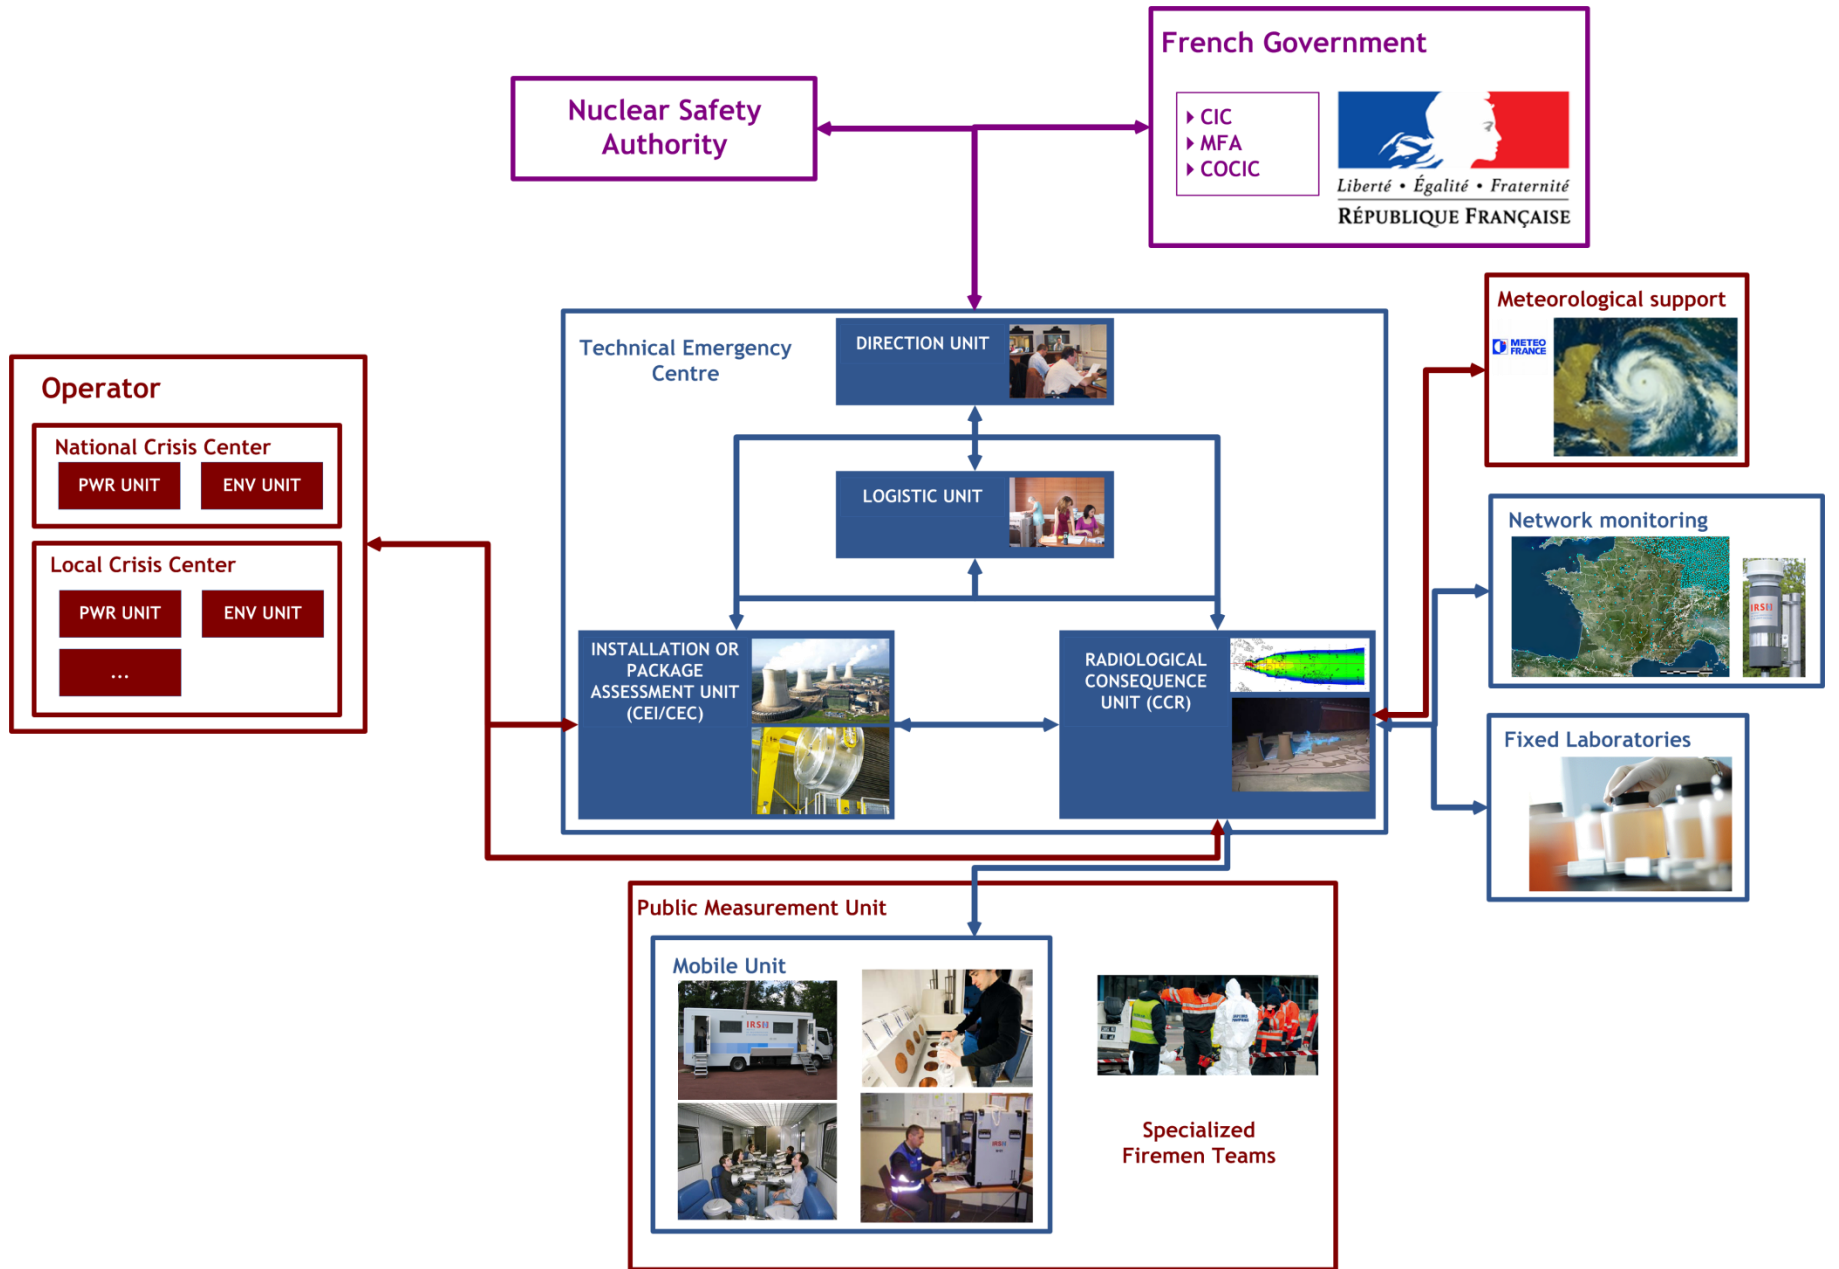 French Government
CIC
MFA
COCIC
Liberté • Égalité • Fraternité
RÉPUBLIQUE FRANÇAISE
Nuclear Safety
Authority
Meteorological support
METEO
FRANCE
Technical Emergency
Centre
DIRECTION UNIT
Operator
National Crisis Center
PWR UNIT
ENV UNIT
Local Crisis Center
PWR UNIT
ENV UNIT
...
LOGISTIC UNIT
Network monitoring
IRSN
INSTALLATION OR
PACKAGE
ASSESSMENT UNIT
(CEI/CEC)
RADIOLOGICAL
CONSEQUENCE
UNIT (CCR)
Fixed Laboratories
Public Measurement Unit
Mobile Unit
IRSN
IRSN
Specialized
Firemen Teams